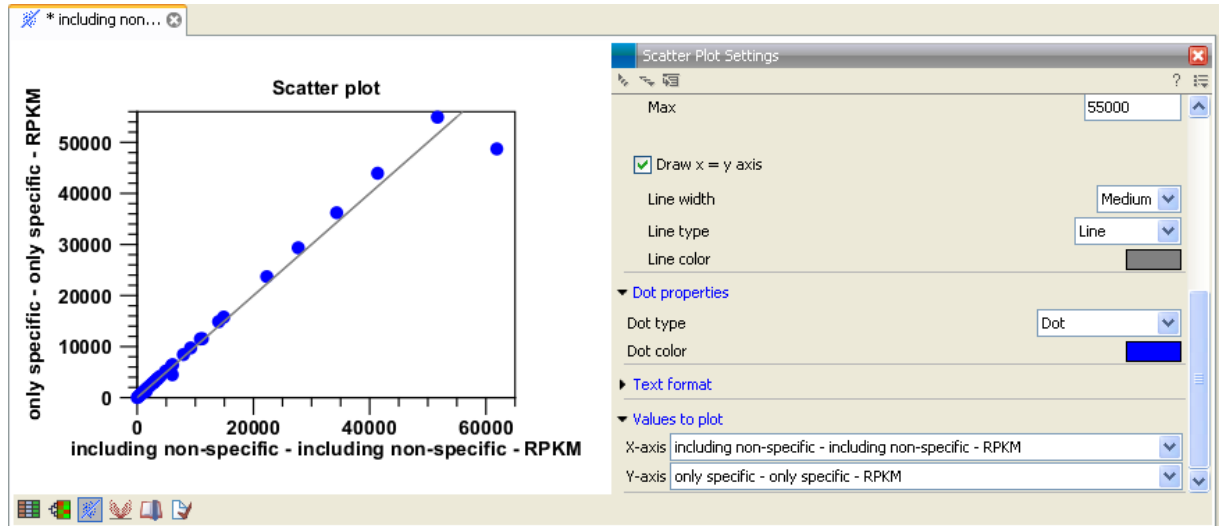 * including non...
Scatter plot
only specific - only specific - RPKM
50000
40000
30000
20000
10000
0
0 20000 40000 60000
including non-specific - including non-specific - RPKM
Scatter Plot Settings
?
Max 55000
Draw x = y axis
Line width Medium
Line type Line
Line color
Dot properties
Dot type Dot
Dot color
Text format
Values to plot
X-axis including non-specific - including non-specific - RPKM
Y-axis only specific - only specific - RPKM